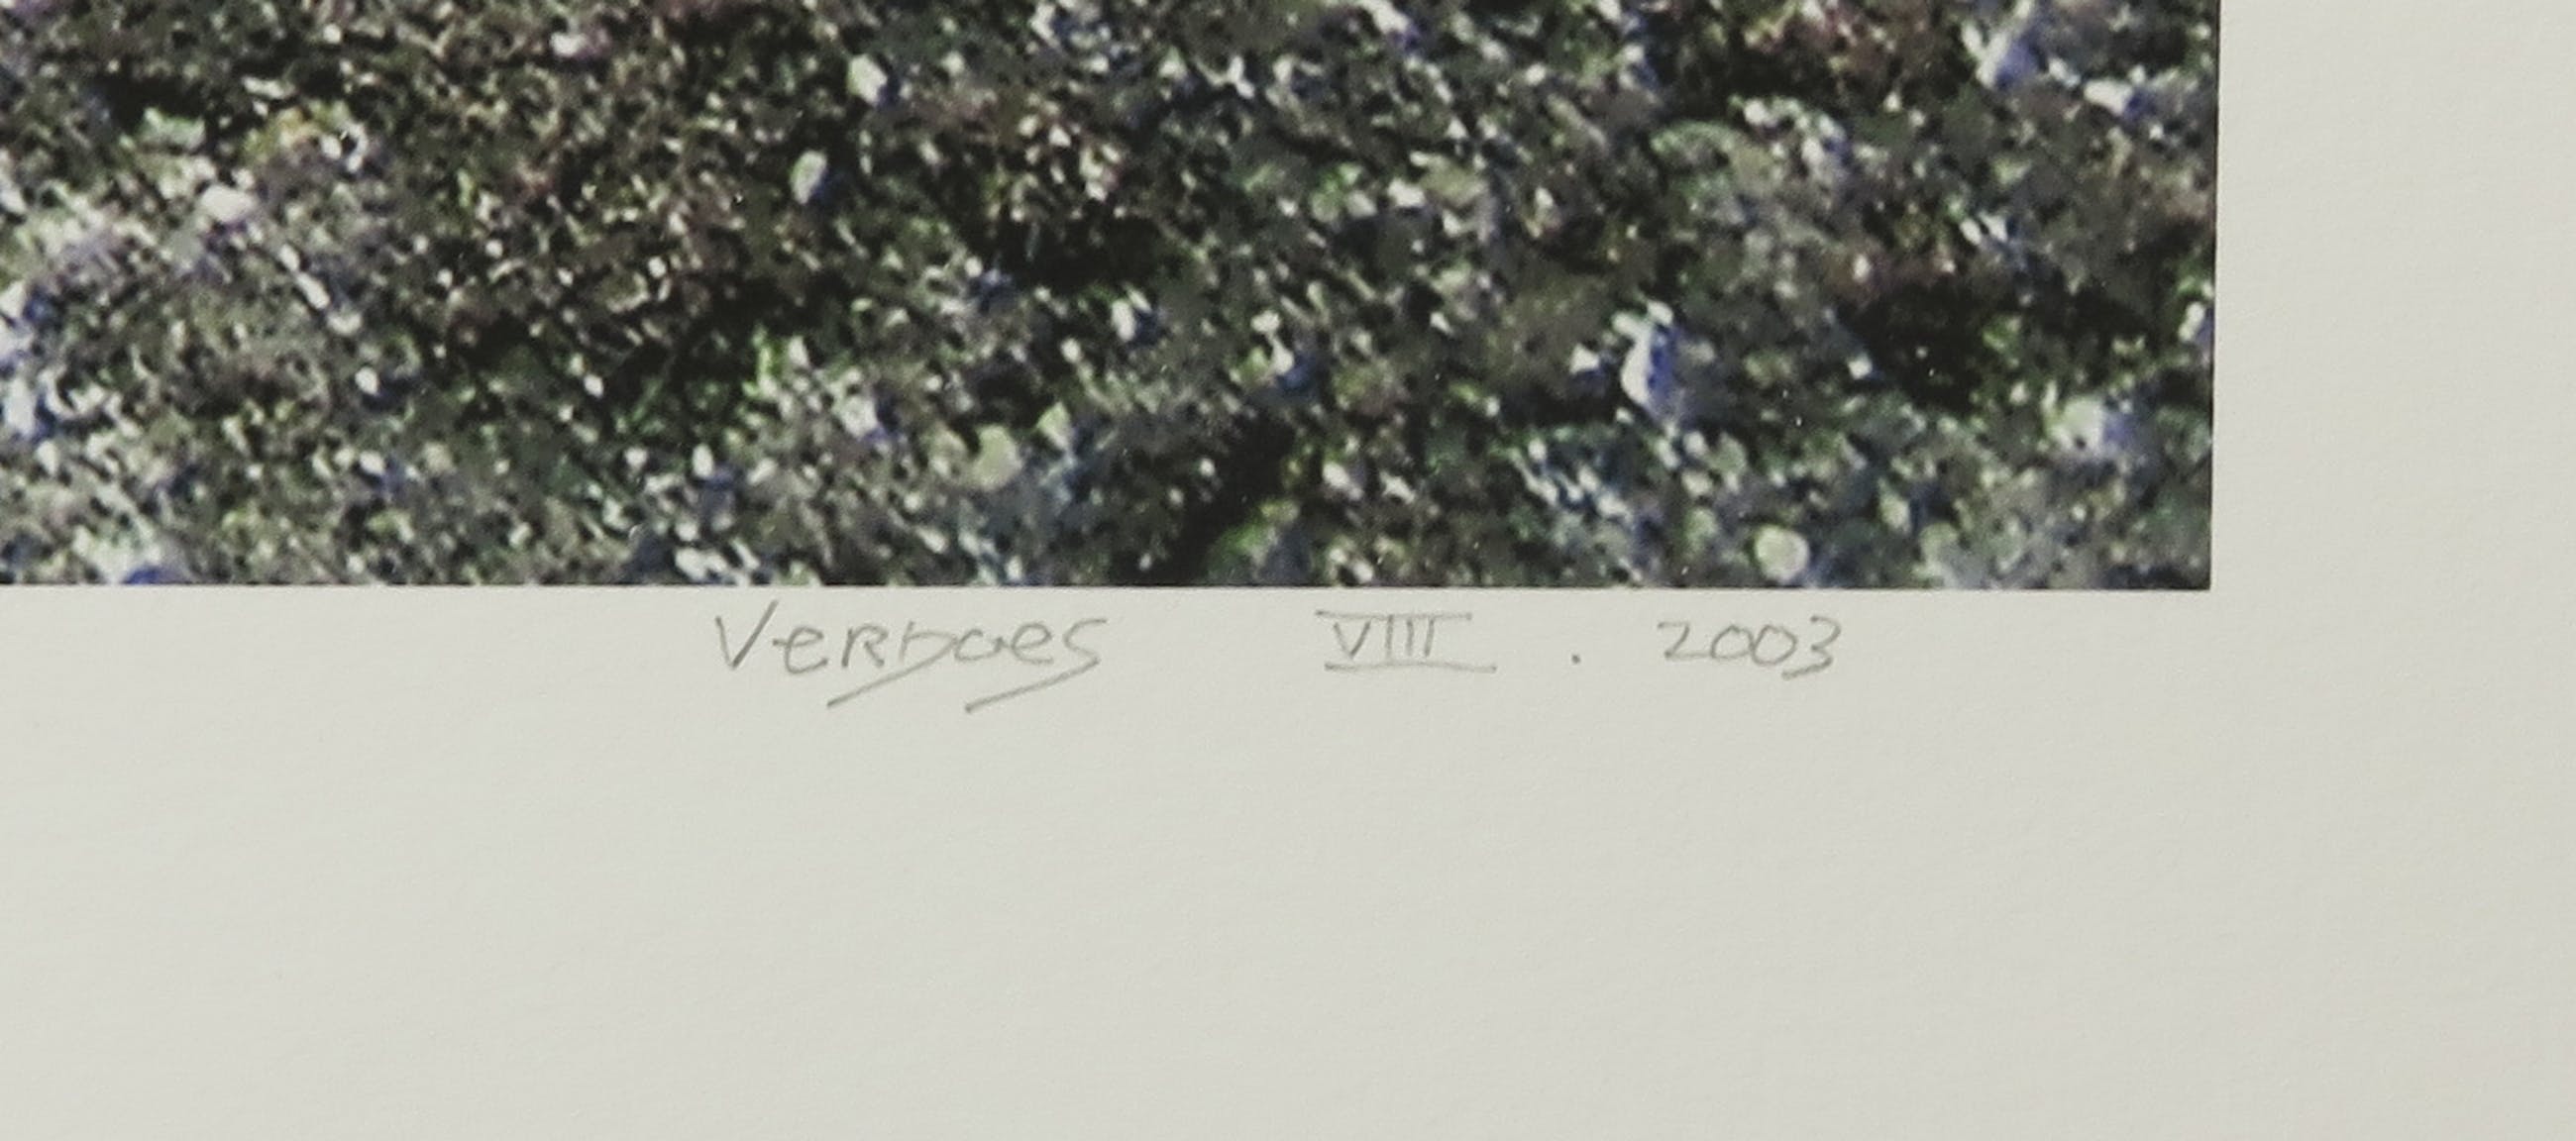 VerDoes VIII . 2003